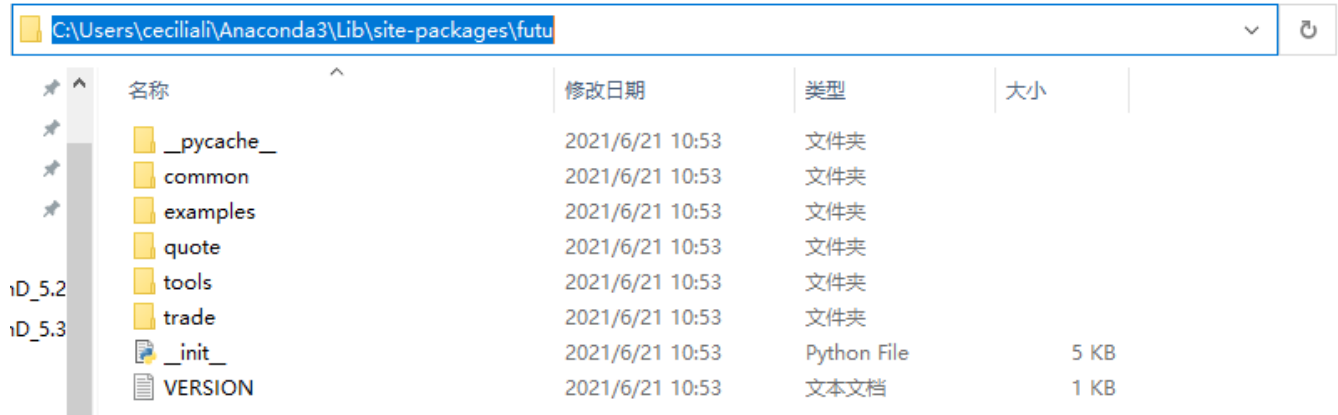 C:\Users\ceciliali\Anaconda3\Lib\site-packages\futu
名称 修改日期 类型 大小
__pycache__ 2021/6/21 10:53 文件夹
common 2021/6/21 10:53 文件夹
examples 2021/6/21 10:53 文件夹
quote 2021/6/21 10:53 文件夹
tools 2021/6/21 10:53 文件夹
nD_5.2
trade 2021/6/21 10:53 文件夹
nD_5.3
__init__ 2021/6/21 10:53 Python File 5 KB
VERSION 2021/6/21 10:53 文本文档 1 KB